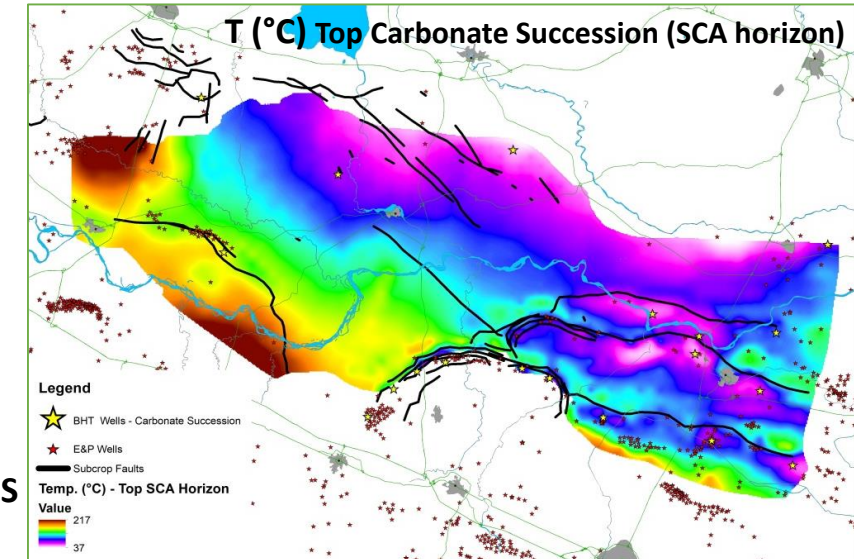 T (°C) Top Carbonate Succession (SCA horizon)
Legend
BHT Wells - Carbonate Succession
E&P Wells
Subcrop Faults
S
Temp. (°C) - Top SCA Horizon
Value
217
37